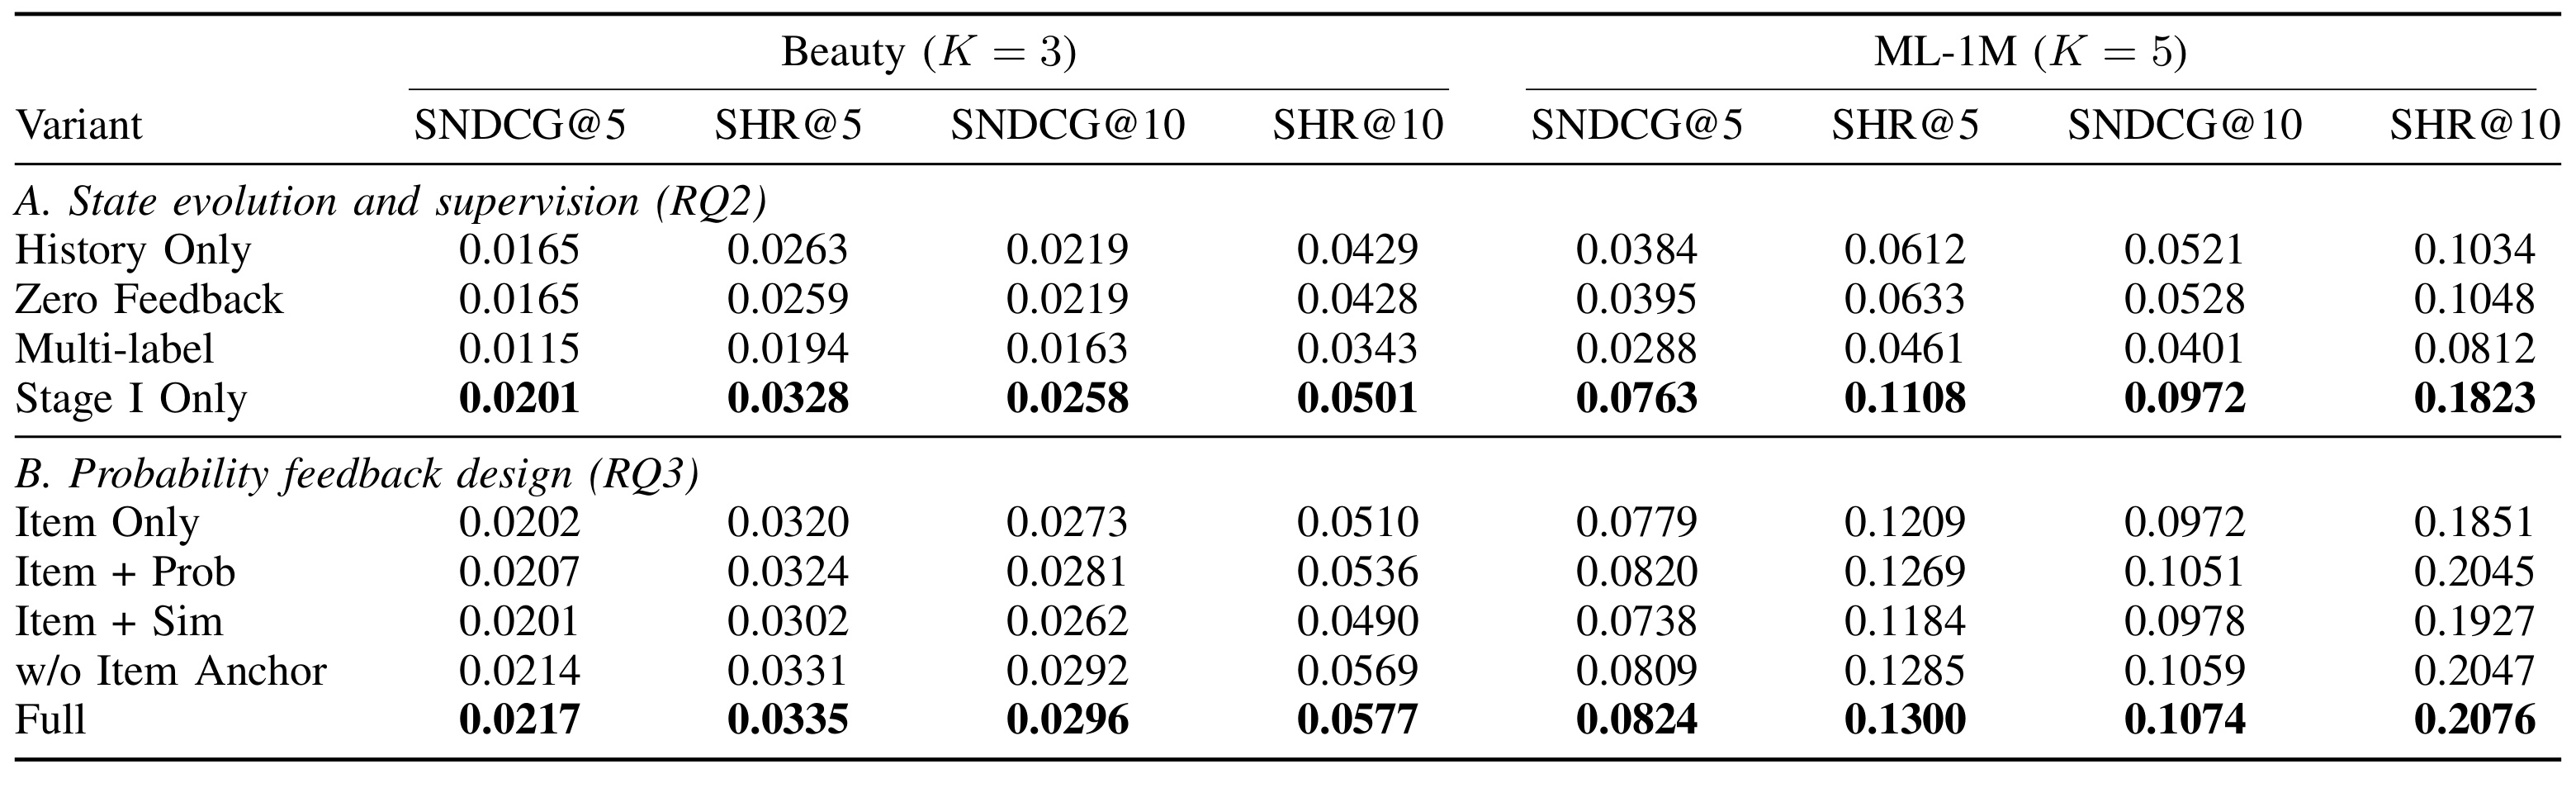 Beauty (K = 3) ML-1M (K = 5)
Variant SNDCG@5 SHR@5 SNDCG@10 SHR@10 SNDCG@5 SHR@5 SNDCG@10 SHR@10
A. State evolution and supervision (RQ2)
History Only 0.0165 0.0263 0.0219 0.0429 0.0384 0.0612 0.0521 0.1034
Zero Feedback 0.0165 0.0259 0.0219 0.0428 0.0395 0.0633 0.0528 0.1048
Multi-label 0.0115 0.0194 0.0163 0.0343 0.0288 0.0461 0.0401 0.0812
Stage I Only 0.0201 0.0328 0.0258 0.0501 0.0763 0.1108 0.0972 0.1823
B. Probability feedback design (RQ3)
Item Only 0.0202 0.0320 0.0273 0.0510 0.0779 0.1209 0.0972 0.1851
Item + Prob 0.0207 0.0324 0.0281 0.0536 0.0820 0.1269 0.1051 0.2045
Item + Sim 0.0201 0.0302 0.0262 0.0490 0.0738 0.1184 0.0978 0.1927
w/o Item Anchor 0.0214 0.0331 0.0292 0.0569 0.0809 0.1285 0.1059 0.2047
Full 0.0217 0.0335 0.0296 0.0577 0.0824 0.1300 0.1074 0.2076